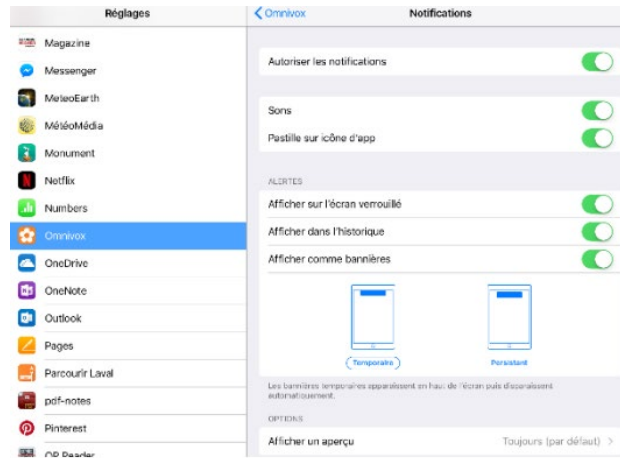 Réglages
Magazine
Messenger
MeteoEarth
MétéoMédia
Monument
Netflix
Numbers
Omnivox
OneDrive
OneNote
Outlook
Pages
Parcourir Laval
pdf-notes
Pinterest
QR Reader
Omnivox
Notifications
Autoriser les notifications
Sons
Pastille sur icône d'app
ALERTES
Afficher sur l'écran verrouillé
Afficher dans l'historique
Afficher comme bannières
Temporaire
Persistant
Les bannières temporaires apparaissent en haut de l'écran puis disparaissent
automatiquement.
OPTIONS
Afficher un aperçu
Toujours (par défaut)